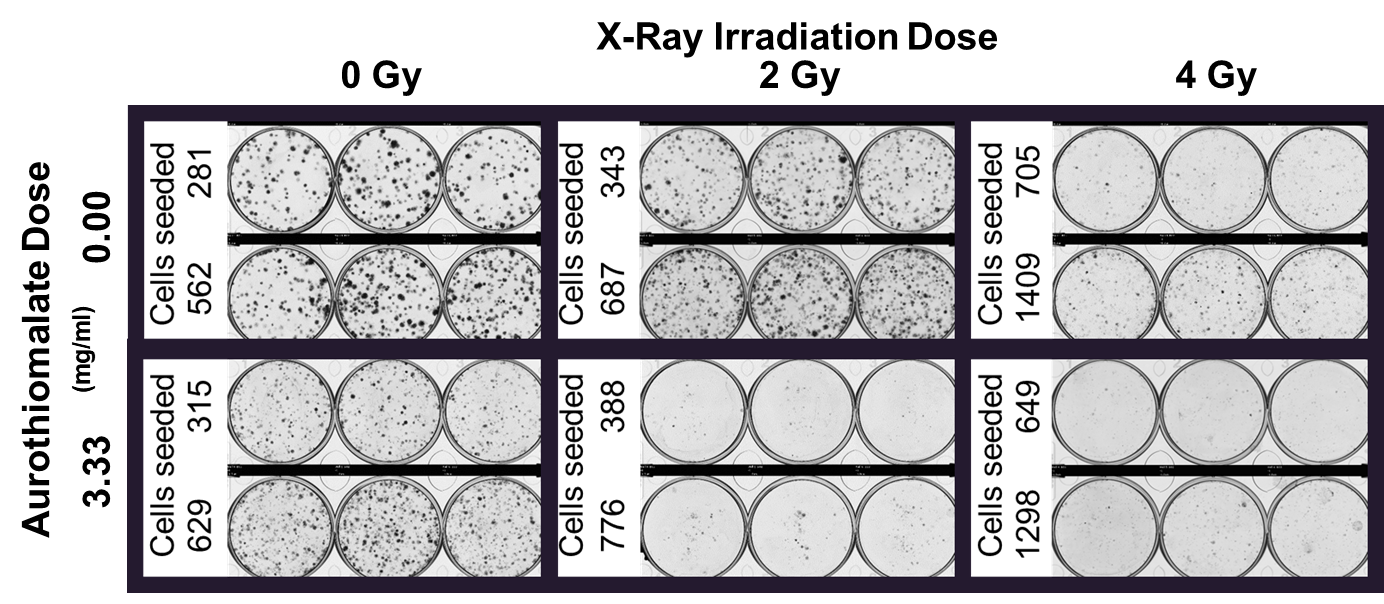 X-Ray Irradiation Dose
0 Gy
2 Gy
4 Gy
Aurothiomalate Dose
(mg/ml)
0.00
Cells seeded
281
562
Cells seeded
343
687
Cells seeded
705
1409
3.33
Cells seeded
315
629
Cells seeded
388
776
Cells seeded
649
1298